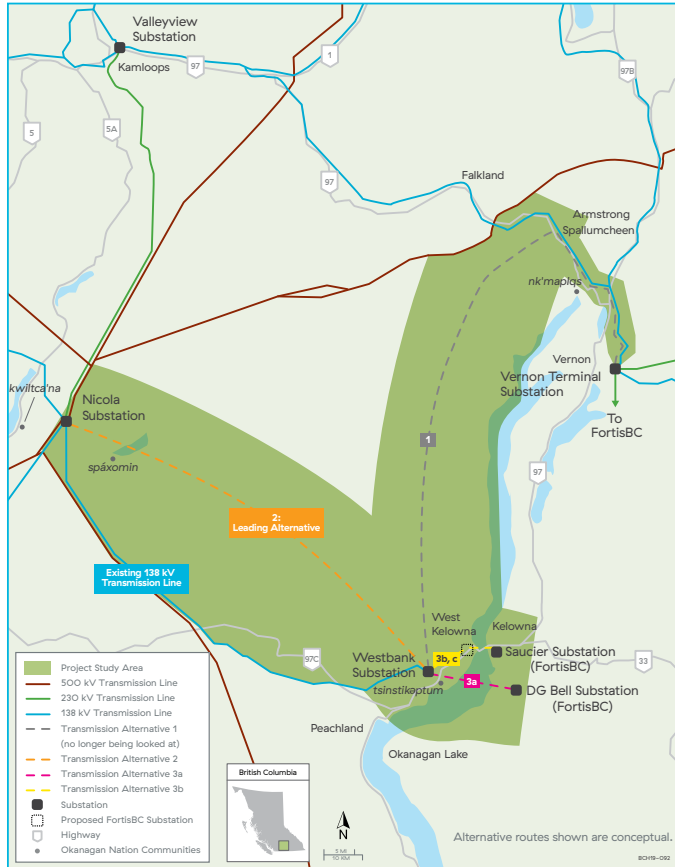 Valleyview
Substation
Kamloops
97
1
97B
5
5A
97
Falkland
Armstrong
Spallumcheen
nk'maplqs
Vernon
Vernon Terminal
Substation
To
FortisBC
kwiltca'na
Nicola
Substation
spáxomin
1
97
2:
Leading Alternative
Existing 138 kV
Transmission Line
West
Kelowna
Kelowna
97C
Westbank
Substation
3b, c
Saucier Substation
(FortisBC)
33
tsinstikəptum
3a
DG Bell Substation
(FortisBC)
Peachland
Okanagan Lake
Project Study Area
500 kV Transmission Line
230 kV Transmission Line
138 kV Transmission Line
Transmission Alternative 1
(no longer being looked at)
Transmission Alternative 2
Transmission Alternative 3a
Transmission Alternative 3b
Substation
Proposed FortisBC Substation
Highway
Okanagan Nation Communities
British Columbia
N
5 MI
10 KM
Alternative routes shown are conceptual.
BCH19-092